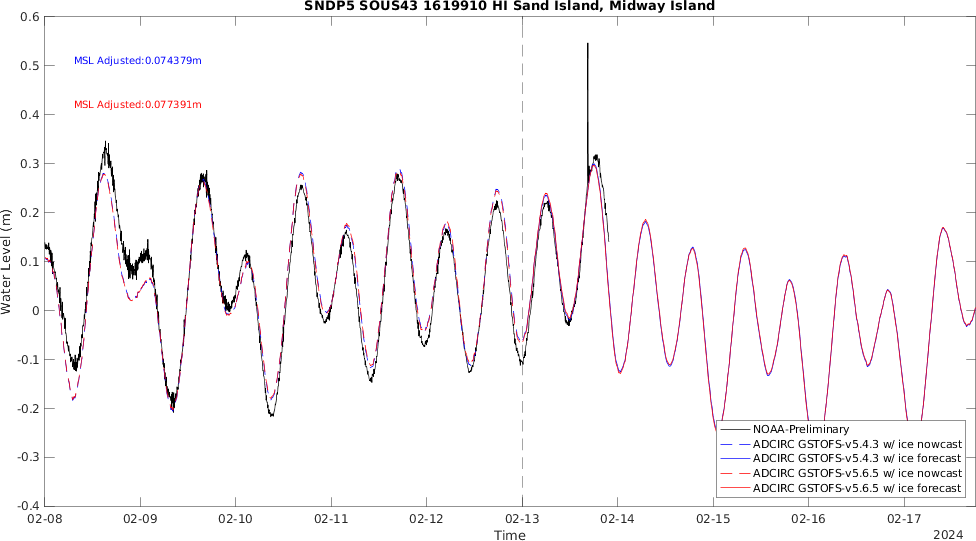 SNDP5 SOUS43 1619910 HI Sand Island, Midway Island
0.6
0.5
0.4
0.3
0.2
0.1
0
-0.1
-0.2
-0.3
-0.4
Water Level (m)
MSL Adjusted:0.074379m
MSL Adjusted:0.077391m
NOAA-Preliminary
ADCIRC GSTOFS-v5.4.3 w/ ice nowcast
ADCIRC GSTOFS-v5.4.3 w/ ice forecast
ADCIRC GSTOFS-v5.6.5 w/ ice nowcast
ADCIRC GSTOFS-v5.6.5 w/ ice forecast
02-08 02-09 02-10 02-11 02-12 02-13 02-14 02-15 02-16 02-17
Time
2024